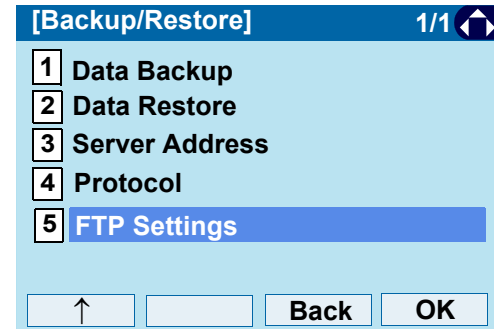 [Backup/Restore] 1/1
1 Data Backup
2 Data Restore
3 Server Address
4 Protocol
5 FTP Settings
↑ Back OK